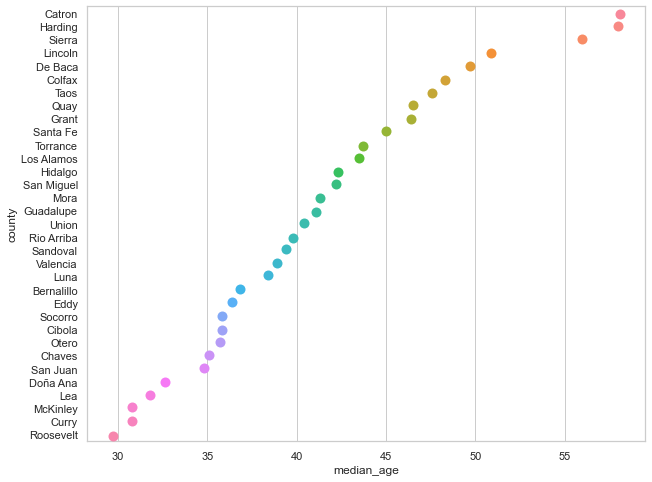 Catron
Harding
Sierra
Lincoln
De Baca
Colfax
Taos
Quay
Grant
Santa Fe
Torrance
Los Alamos
Hidalgo
San Miguel
Mora
Guadalupe
Union
Rio Arriba
Sandoval
Valencia
Luna
Bernalillo
Eddy
Socorro
Cibola
Otero
Chaves
San Juan
Doña Ana
Lea
McKinley
Curry
Roosevelt
county
30 35 40 45 50 55
median_age